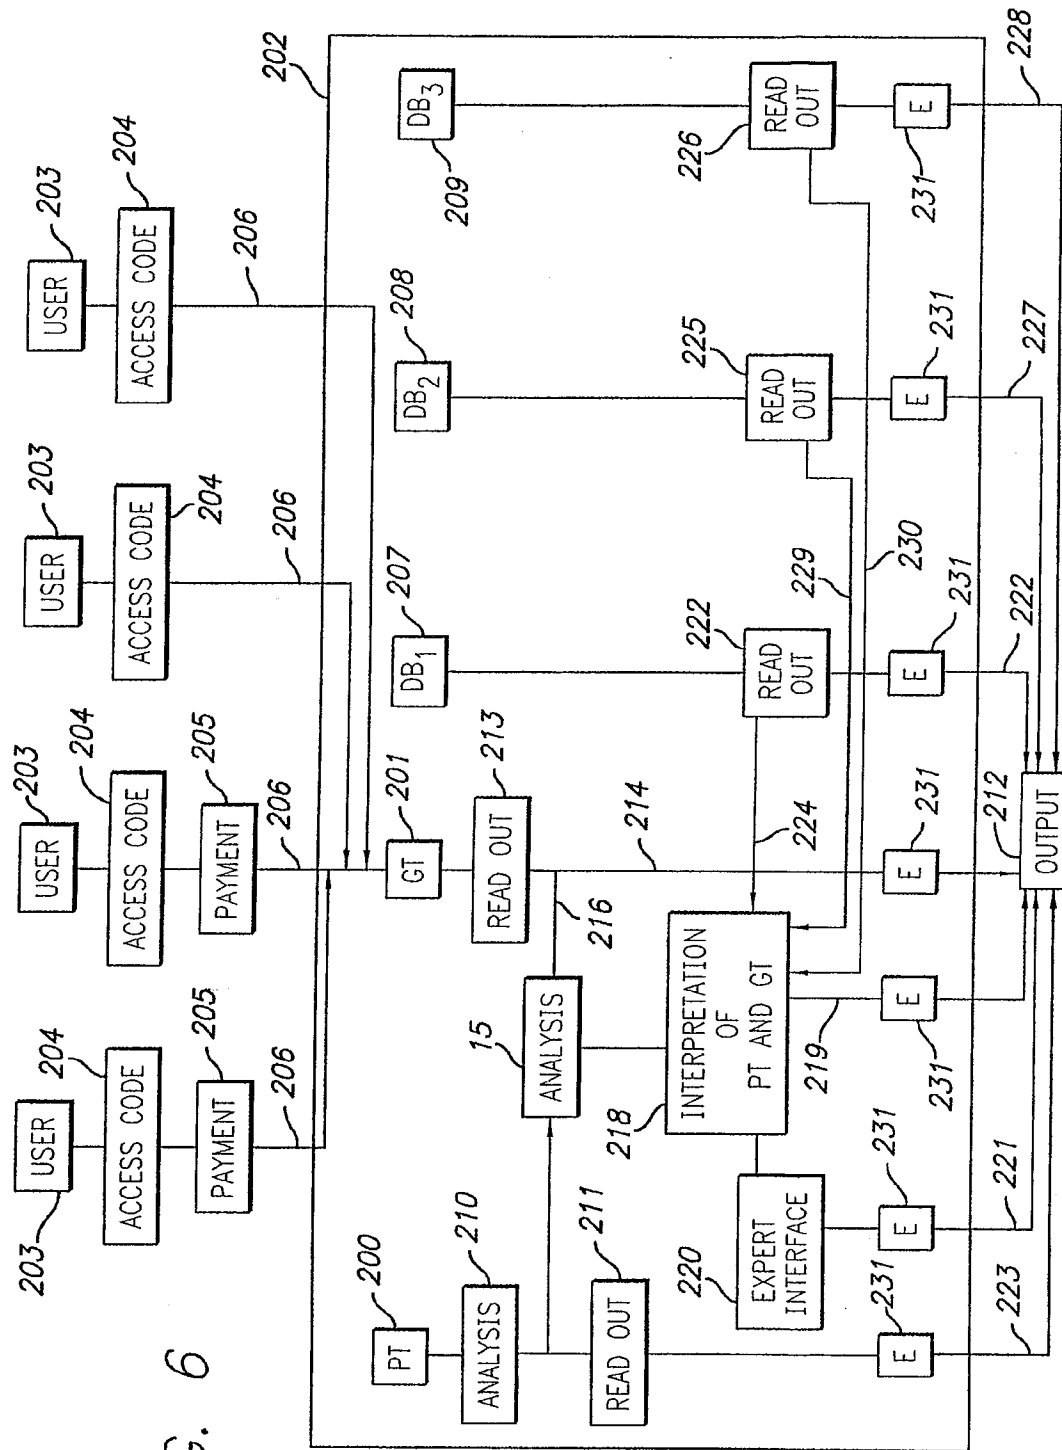 FIG. 6
203
203
203
203
USER
USER
USER
USER
204
204
204
204
ACCESS CODE
ACCESS CODE
ACCESS CODE
ACCESS CODE
205
205
PAYMENT
PAYMENT
206
206
206
206
202
200
201
207
208
209
PT
GT
DB1
DB2
DB3
210
213
ANALYSIS
READ OUT
15
216
214
ANALYSIS
211
READ OUT
218
INTERPRETATION
OF
PT AND GT
224
222
225
226
READ
OUT
READ
OUT
READ
OUT
220
EXPERT
INTERFACE
219
229
230
231
231
231
231
231
231
231
E
E
E
E
E
E
E
223
221
222
227
228
212
OUTPUT